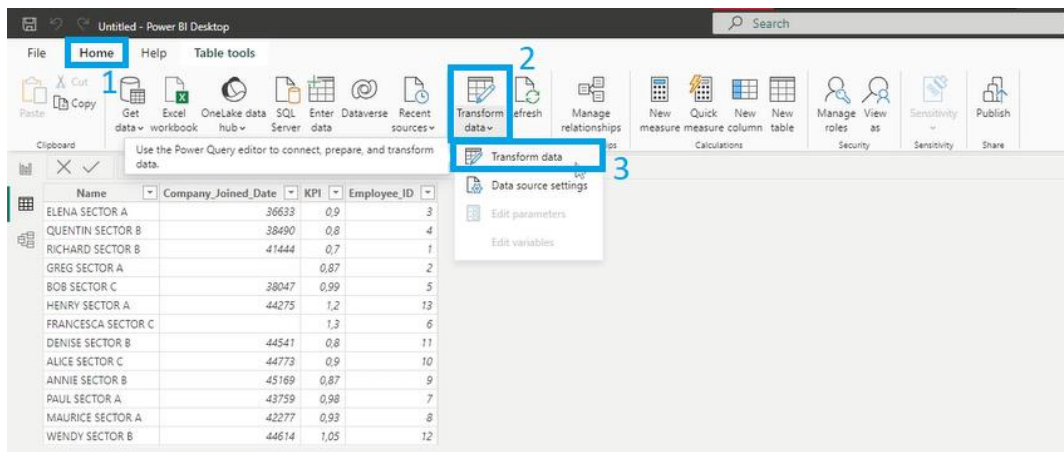 Untitled - Power BI Desktop
Search
File Home Help Table tools
1
2
Paste
Cut
Copy
Get data
Excel workbook
OneLake data hub
SQL Server
Enter data
Dataverse
Recent sources
Transform data
efresh
Manage relationships
New measure
Quick measure
New column
New table
Manage roles
View as
Sensitivity
Publish
Clipboard
ps
Calculations
Security
Sensitivity
Share
Use the Power Query editor to connect, prepare, and transform
data.
Transform data
3
Data source settings
Edit parameters
Edit variables
Name Company_Joined_Date KPI Employee_ID
ELENA SECTOR A 36633 0,9 3
QUENTIN SECTOR B 38490 0,8 4
RICHARD SECTOR B 41444 0,7 1
GREG SECTOR A 0,87 2
BOB SECTOR C 38047 0,99 5
HENRY SECTOR A 44275 1,2 13
FRANCESCA SECTOR C 1,3 6
DENISE SECTOR B 44541 0,8 11
ALICE SECTOR C 44773 0,9 10
ANNIE SECTOR B 45169 0,87 9
PAUL SECTOR A 43759 0,98 7
MAURICE SECTOR A 42277 0,93 8
WENDY SECTOR B 44614 1,05 12